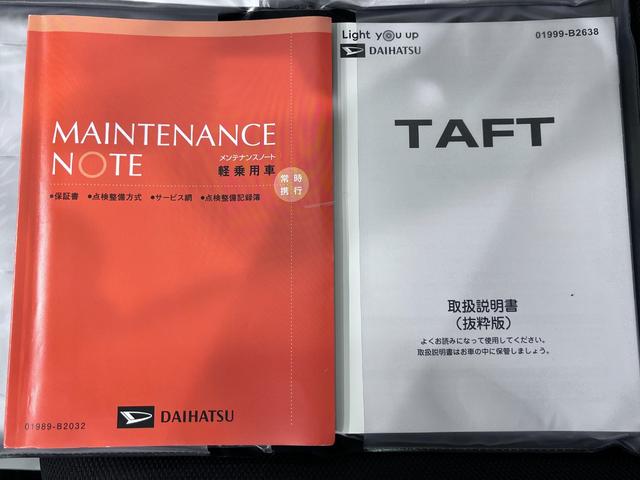 MAINTENANCE
NOTE
メンテナンスノート
軽乗用車
常時
携行
●保証書 ●点検整備方式 ●サービス網 ●点検整備記録簿
DAIHATSU
01989-B2032
Light you up
DAIHATSU
01999-B2638
TAFT
取扱説明書
(抜粋版)
よくお読みになって使用してください。
取扱説明書はお車の中に保管しましょう。